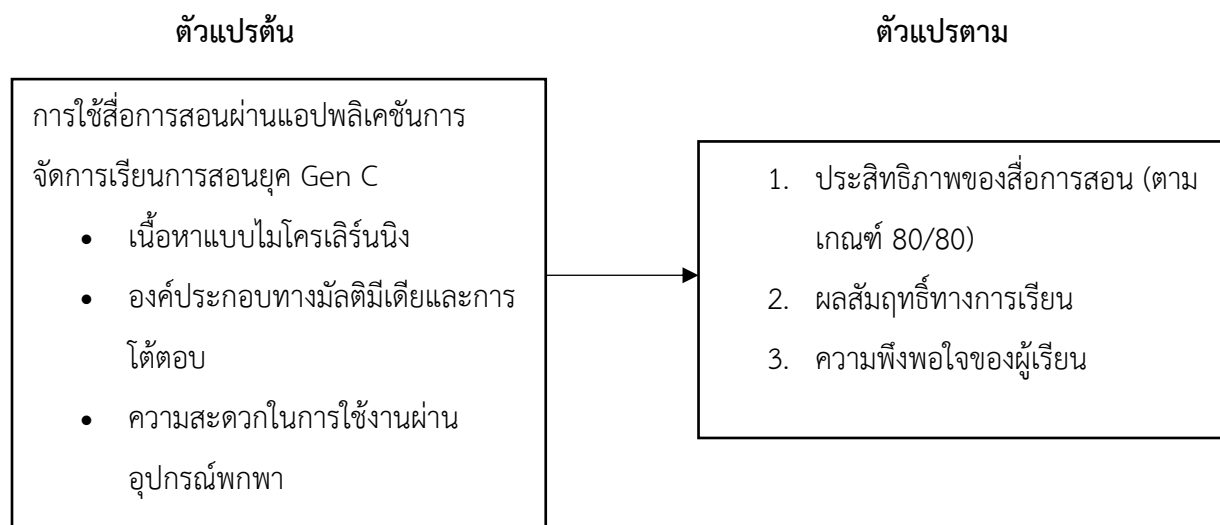 ตัวแปรต้น
ตัวแปรตาม
การใช้สื่อการสอนผ่านแอปพลิเคชันการ
จัดการเรียนการสอนยุค Gen C
• เนื้อหาแบบไมโครเลิร์นนิง
• องค์ประกอบทางมัลติมีเดียและการ
โต้ตอบ
• ความสะดวกในการใช้งานผ่าน
อุปกรณ์พกพา
1. ประสิทธิภาพของสื่อการสอน (ตาม
เกณฑ์ 80/80)
2. ผลสัมฤทธิ์ทางการเรียน
3. ความพึงพอใจของผู้เรียน